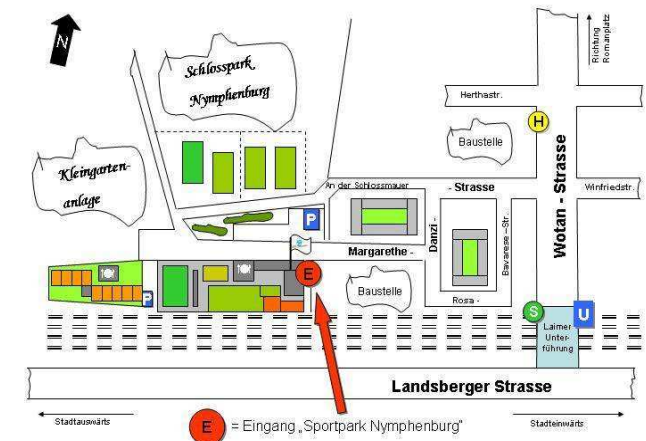 N
Schlosspark
Nymphenburg
Kleingarten-
anlage
Richtung
Romanplatz
Herthastr.
H
Baustelle
An der Schlossmauer
- Strasse
Winfriedstr.
Wotan - Strasse
P
Margarethe -
Danzi -
Bavarese -Str.
E
Baustelle
Rosa -
P
S
U
Laimer
Unter-
führung
Landsberger Strasse
Stadtauswärts
E = Eingang „Sportpark Nymphenburg"
Stadteinwärts